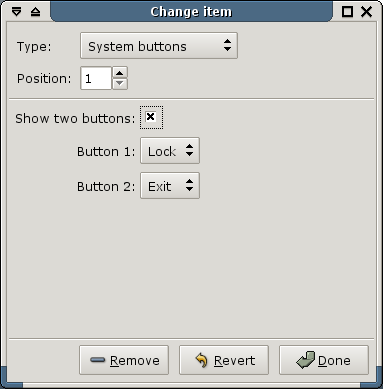 Change item
Type: System buttons
Position: 1
Show two buttons:
Button 1: Lock
Button 2: Exit
Remove Revert Done